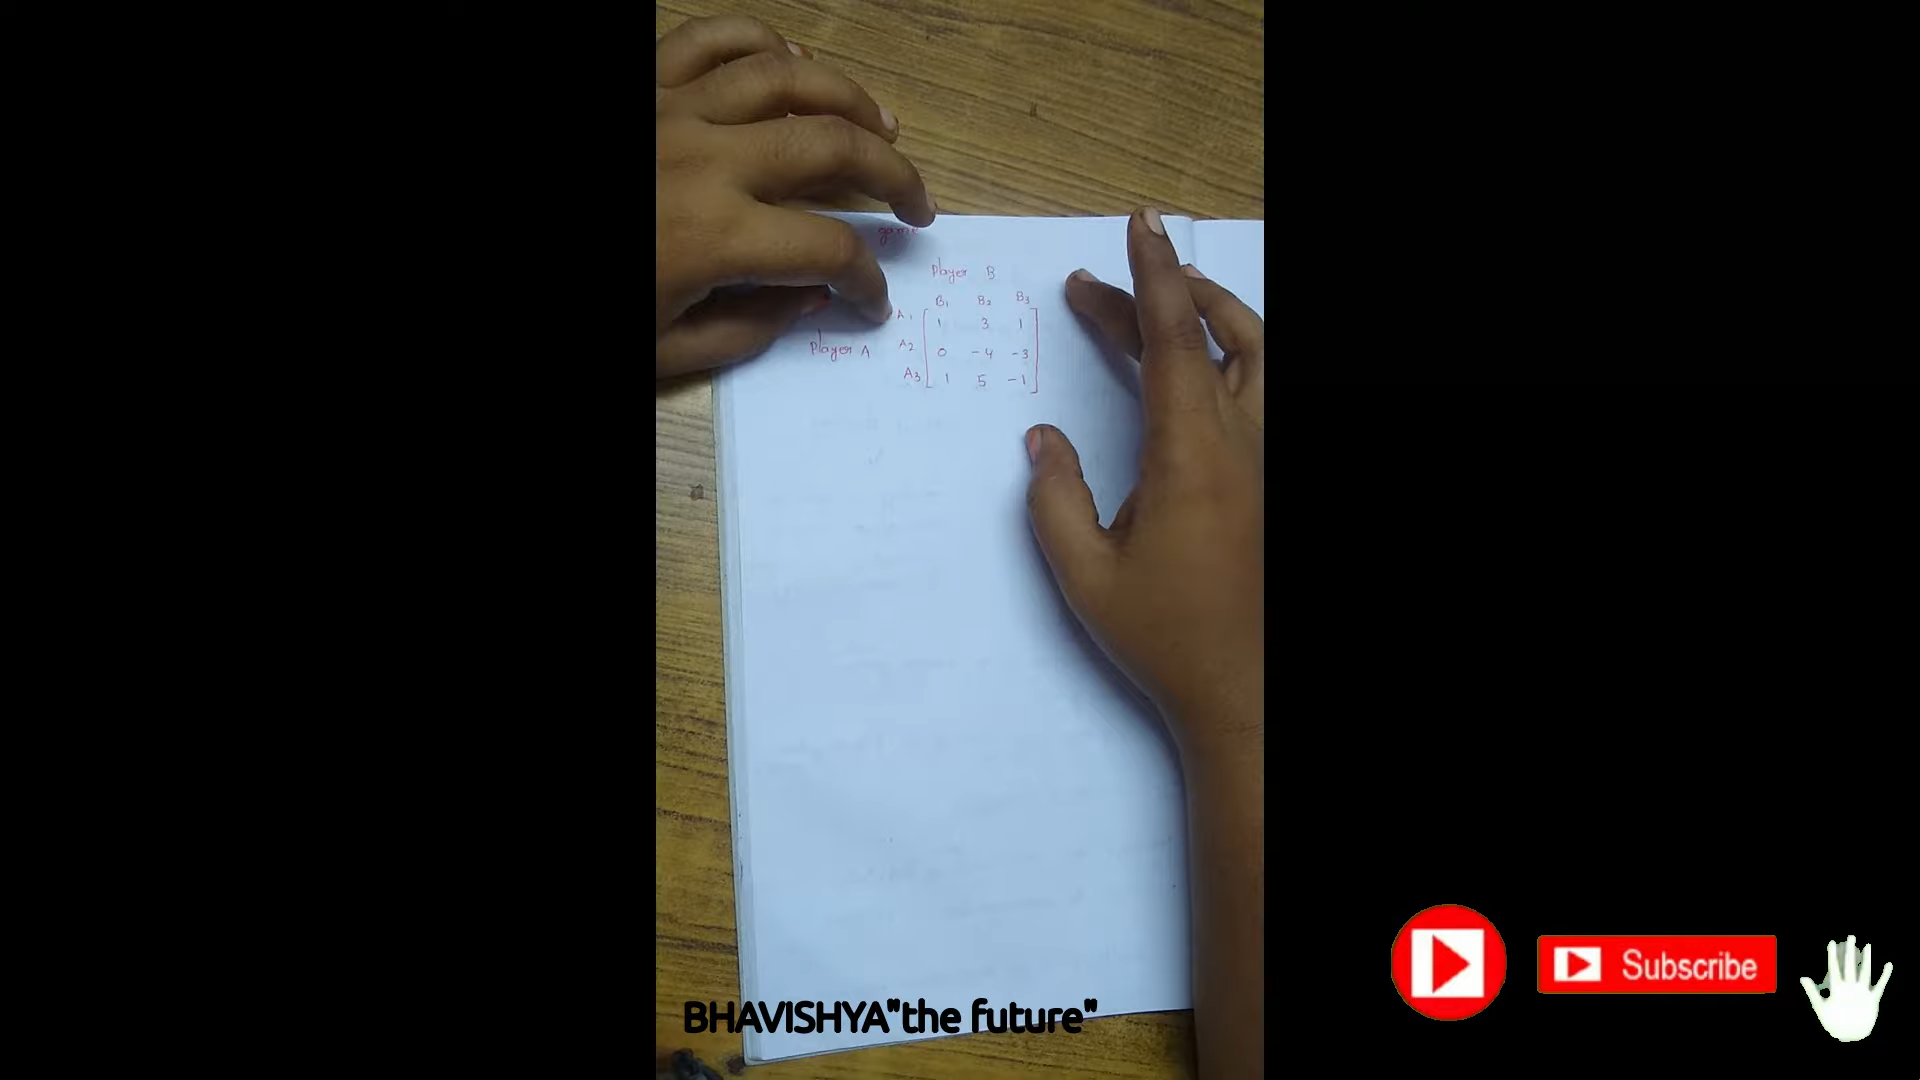 game
Player B
B1 B2 B3
A1 1 3 1
Player A
A2 0 -4 -3
A3 1 5 -1
Subscribe
BHAVISHYA"the future"